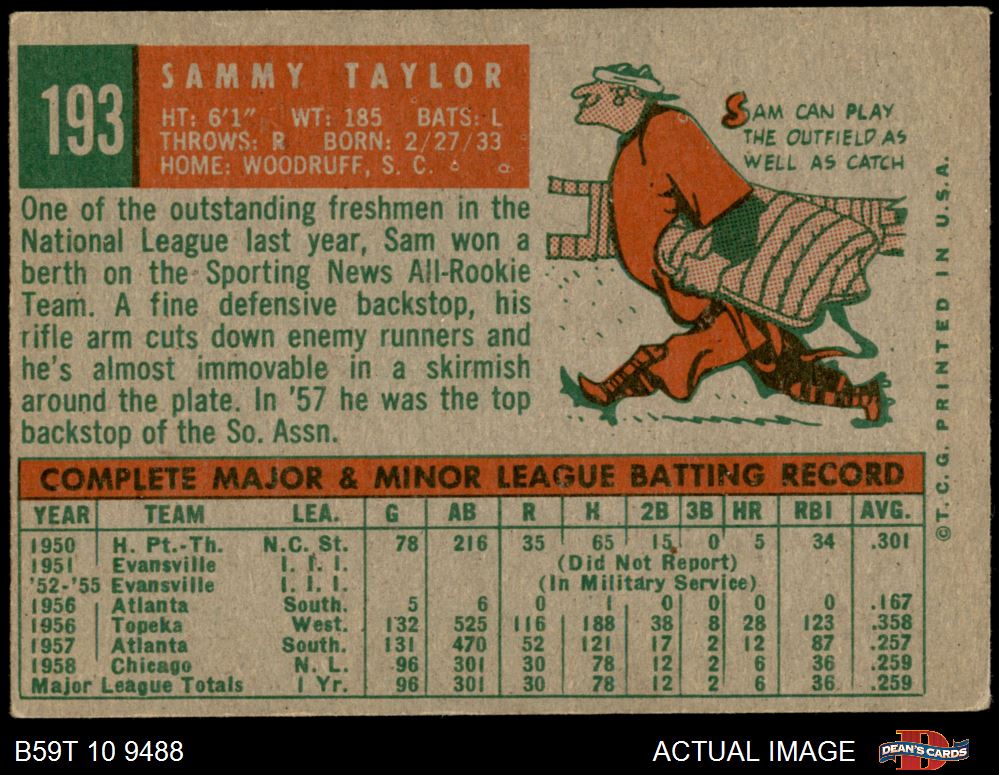 193
SAMMY TAYLOR
HT: 6'1" WT: 185 BATS: L
THROWS: R BORN: 2/27/33
HOME: WOODRUFF, S. C.
SAM CAN PLAY
THE OUTFIELD AS
WELL AS CATCH
One of the outstanding freshmen in the
National League last year, Sam won a
berth on the Sporting News All-Rookie
Team. A fine defensive backstop, his
rifle arm cuts down enemy runners and
he's almost immovable in a skirmish
around the plate. In '57 he was the top
backstop of the So. Assn.
COMPLETE MAJOR & MINOR LEAGUE BATTING RECORD
YEAR TEAM LEA. G AB R H 2B 3B HR RBI AVG.
1950 H. Pt.-Th. N.C. St. 78 216 35 65 15 0 5 34 .301
1951 Evansville I. I. I. (Did Not Report)
'52-'55 Evansville I. I. I. (In Military Service)
1956 Atlanta South. 5 6 0 1 0 0 0 0 .167
1956 Topeka West. 132 525 116 188 38 8 28 123 .358
1957 Atlanta South. 131 470 52 121 17 2 12 87 .257
1958 Chicago N. L. 96 301 30 78 12 2 6 36 .259
Major League Totals 1 Yr. 96 301 30 78 12 2 6 36 .259
©T. C. G. PRINTED IN U.S.A.
B59T 10 9488
ACTUAL IMAGE
DEAN'S CARDS